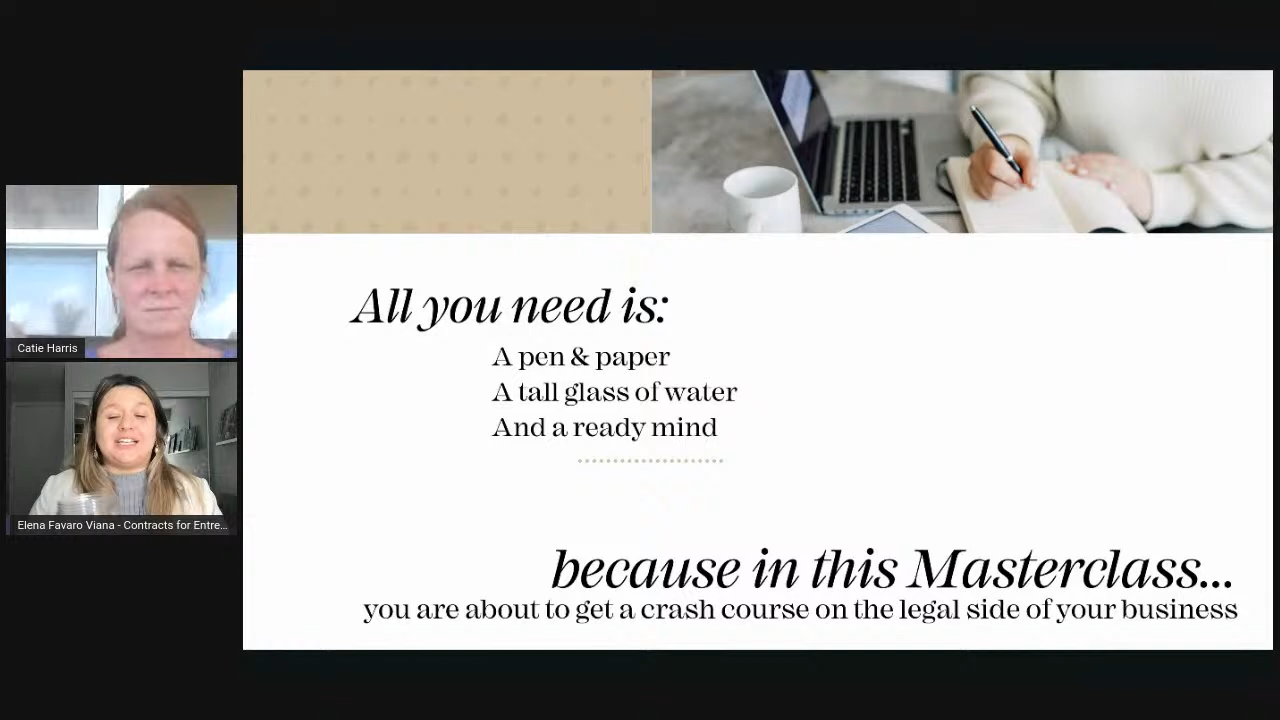 All you need is:
A pen & paper
A tall glass of water
And a ready mind
because in this Masterclass...
you are about to get a crash course on the legal side of your business
Catie Harris
Elena Favaro Viana - Contracts for Entre...